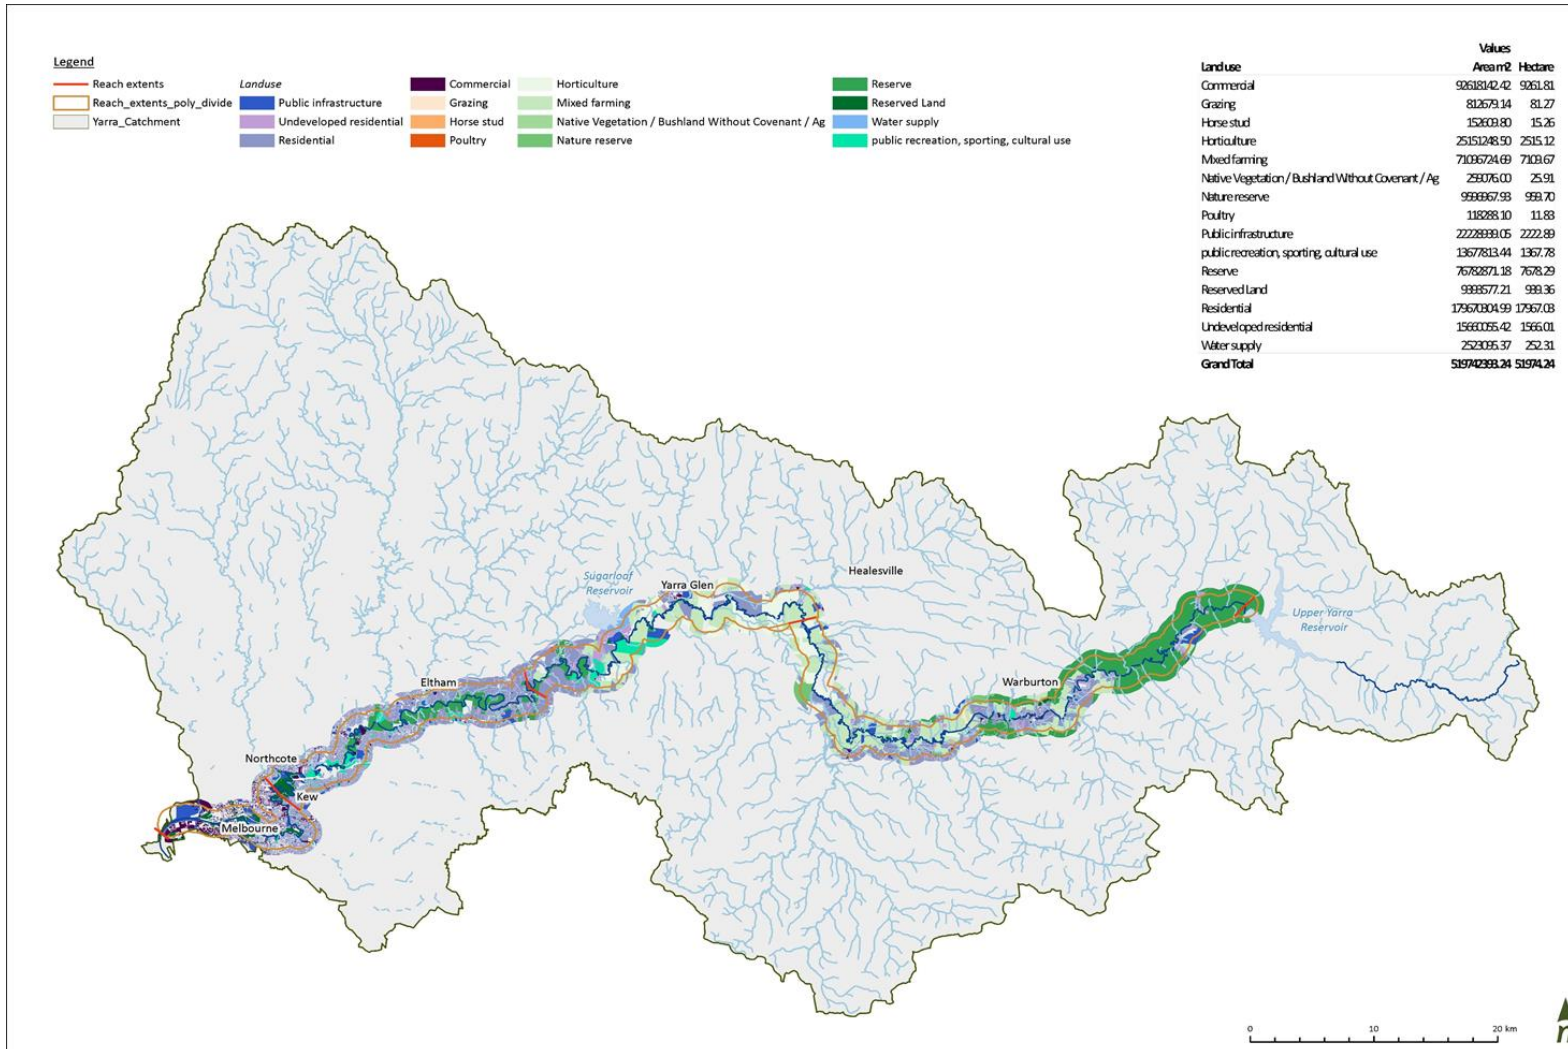 Legend
Reach extents
Reach_extents_poly_divide
Yarra_Catchment
Landuse
Public infrastructure
Undeveloped residential
Residential
Commercial
Grazing
Horse stud
Poultry
Horticulture
Mixed farming
Native Vegetation / Bushland Without Covenant / Ag
Nature reserve
Reserve
Reserved Land
Water supply
public recreation, sporting, cultural use
Values
Land use Area m2 Hectare
Commercial 92618142.42 9261.81
Grazing 812679.14 81.27
Horse stud 152609.80 15.26
Horticulture 25151248.50 2515.12
Mixed farming 71096724.69 7109.67
Native Vegetation / Bushland Without Covenant / Ag 259076.00 25.91
Nature reserve 9596967.93 959.70
Poultry 118288.10 11.83
Public infrastructure 22228939.05 2222.89
public recreation, sporting, cultural use 13677813.44 1367.78
Reserve 76782871.18 7678.29
Reserved Land 9393577.21 939.36
Residential 179670304.99 17967.03
Undeveloped residential 15660055.42 1566.01
Water supply 2523095.37 252.31
Grand Total 519742393.24 51974.24
Healesville
Sugarloaf
Reservoir
Yarra Glen
Upper Yarra
Reservoir
Eltham
Warburton
Northcote
Kew
Melbourne
0 10 20 km